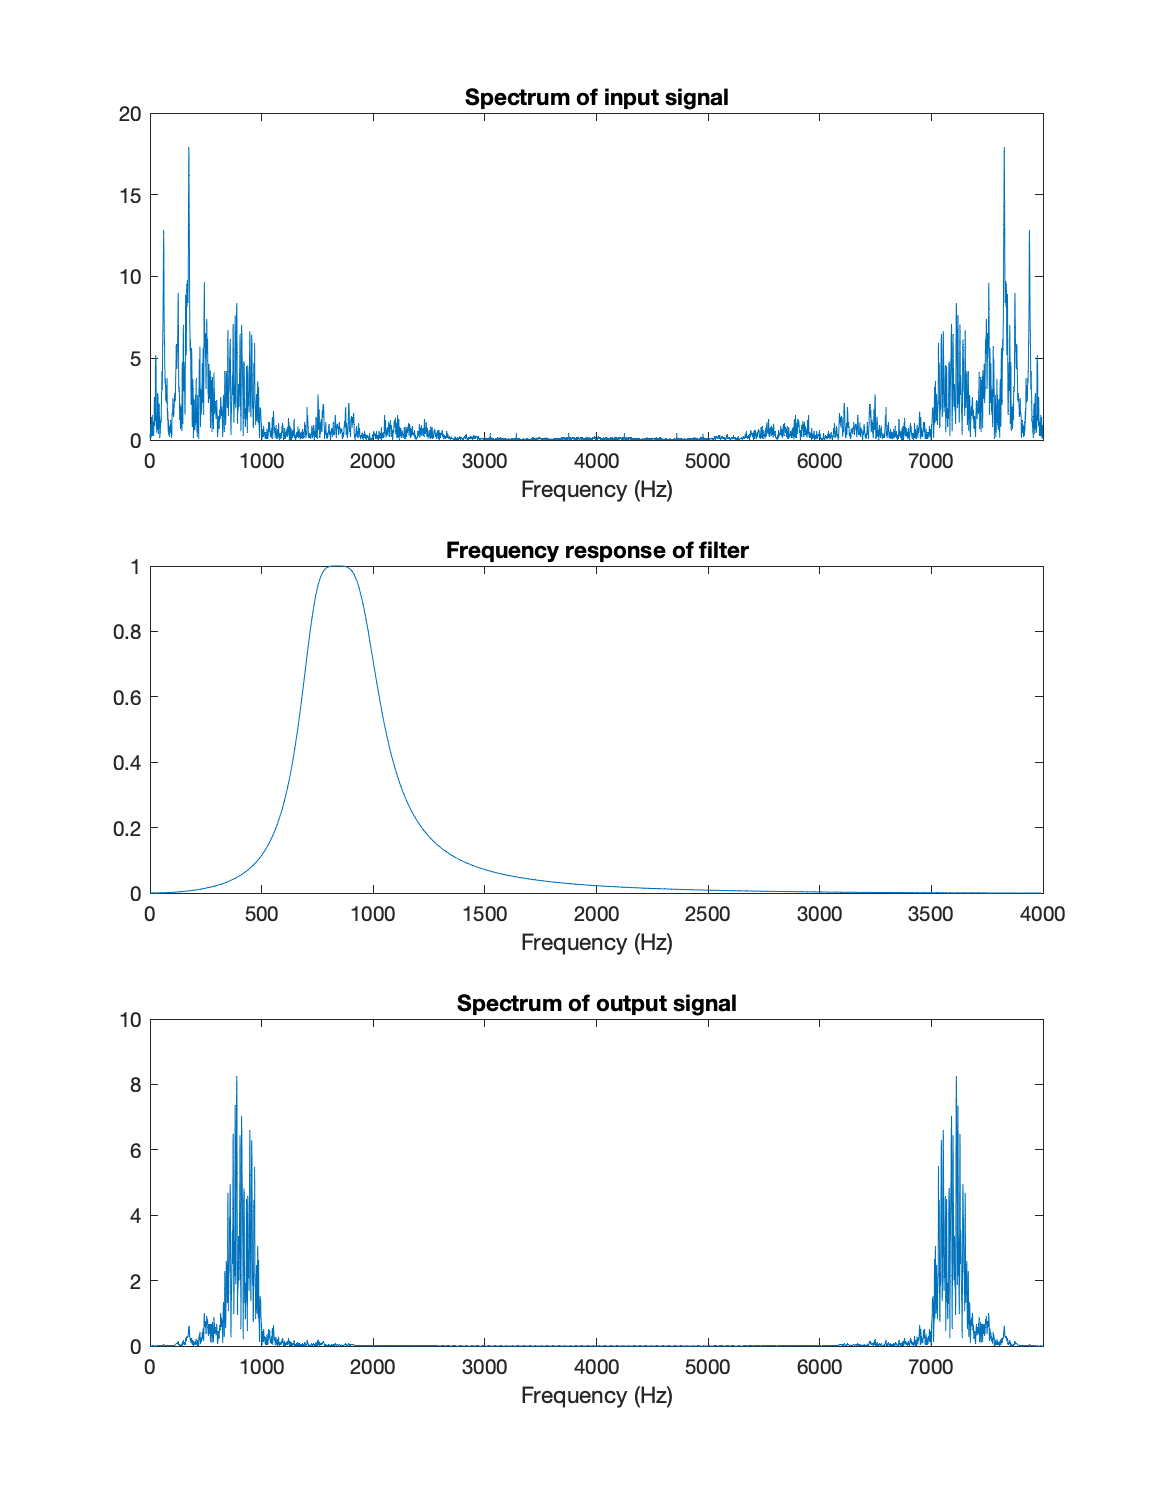 Spectrum of input signal
20
15
10
5
0
0 1000 2000 3000 4000 5000 6000 7000
Frequency (Hz)
Frequency response of filter
1
0.8
0.6
0.4
0.2
0
0 500 1000 1500 2000 2500 3000 3500 4000
Frequency (Hz)
Spectrum of output signal
10
8
6
4
2
0
0 1000 2000 3000 4000 5000 6000 7000
Frequency (Hz)